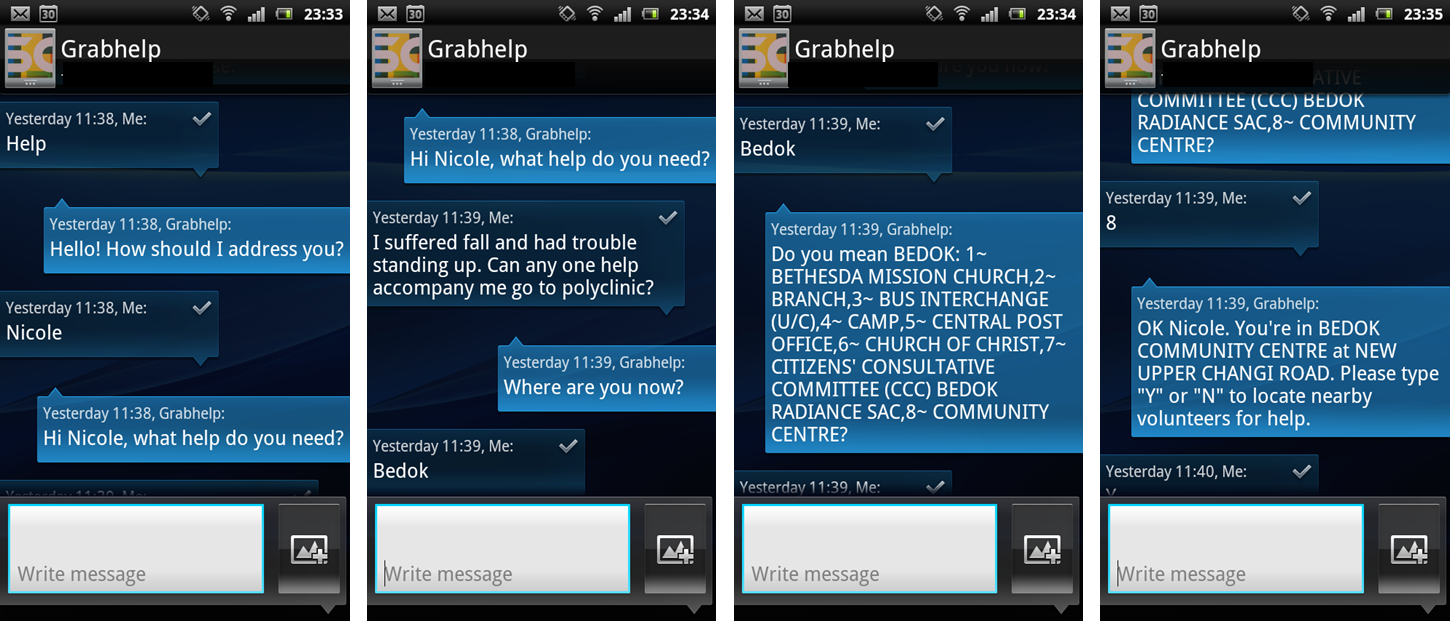 30
23:33
Grabhelp
Yesterday 11:38, Me:
Help
Yesterday 11:38, Grabhelp:
Hello! How should I address you?
Yesterday 11:38, Me:
Nicole
Yesterday 11:38, Grabhelp:
Hi Nicole, what help do you need?
Yesterday 11:39, Me:
Write message
30
23:34
Grabhelp
Yesterday 11:38, Grabhelp:
Hi Nicole, what help do you need?
Yesterday 11:39, Me:
I suffered fall and had trouble
standing up. Can any one help
accompany me go to polyclinic?
Yesterday 11:39, Grabhelp:
Where are you now?
Yesterday 11:39, Me:
Bedok
Write message
30
23:34
Grabhelp
are you now?
Yesterday 11:39, Me:
Bedok
Yesterday 11:39, Grabhelp:
Do you mean BEDOK: 1~
BETHESDA MISSION CHURCH,2~
BRANCH,3~ BUS INTERCHANGE
(U/C),4~ CAMP,5~ CENTRAL POST
OFFICE,6~ CHURCH OF CHRIST,7~
CITIZENS' CONSULTATIVE
COMMITTEE (CCC) BEDOK
RADIANCE SAC,8~ COMMUNITY
CENTRE?
Yesterday 11:39, Me:
Write message
30
23:35
Grabhelp
ATIVE
COMMITTEE (CCC) BEDOK
RADIANCE SAC,8~ COMMUNITY
CENTRE?
Yesterday 11:39, Me:
8
Yesterday 11:39, Grabhelp:
OK Nicole. You're in BEDOK
COMMUNITY CENTRE at NEW
UPPER CHANGI ROAD. Please type
"Y" or "N" to locate nearby
volunteers for help.
Yesterday 11:40, Me:
Y
Write message